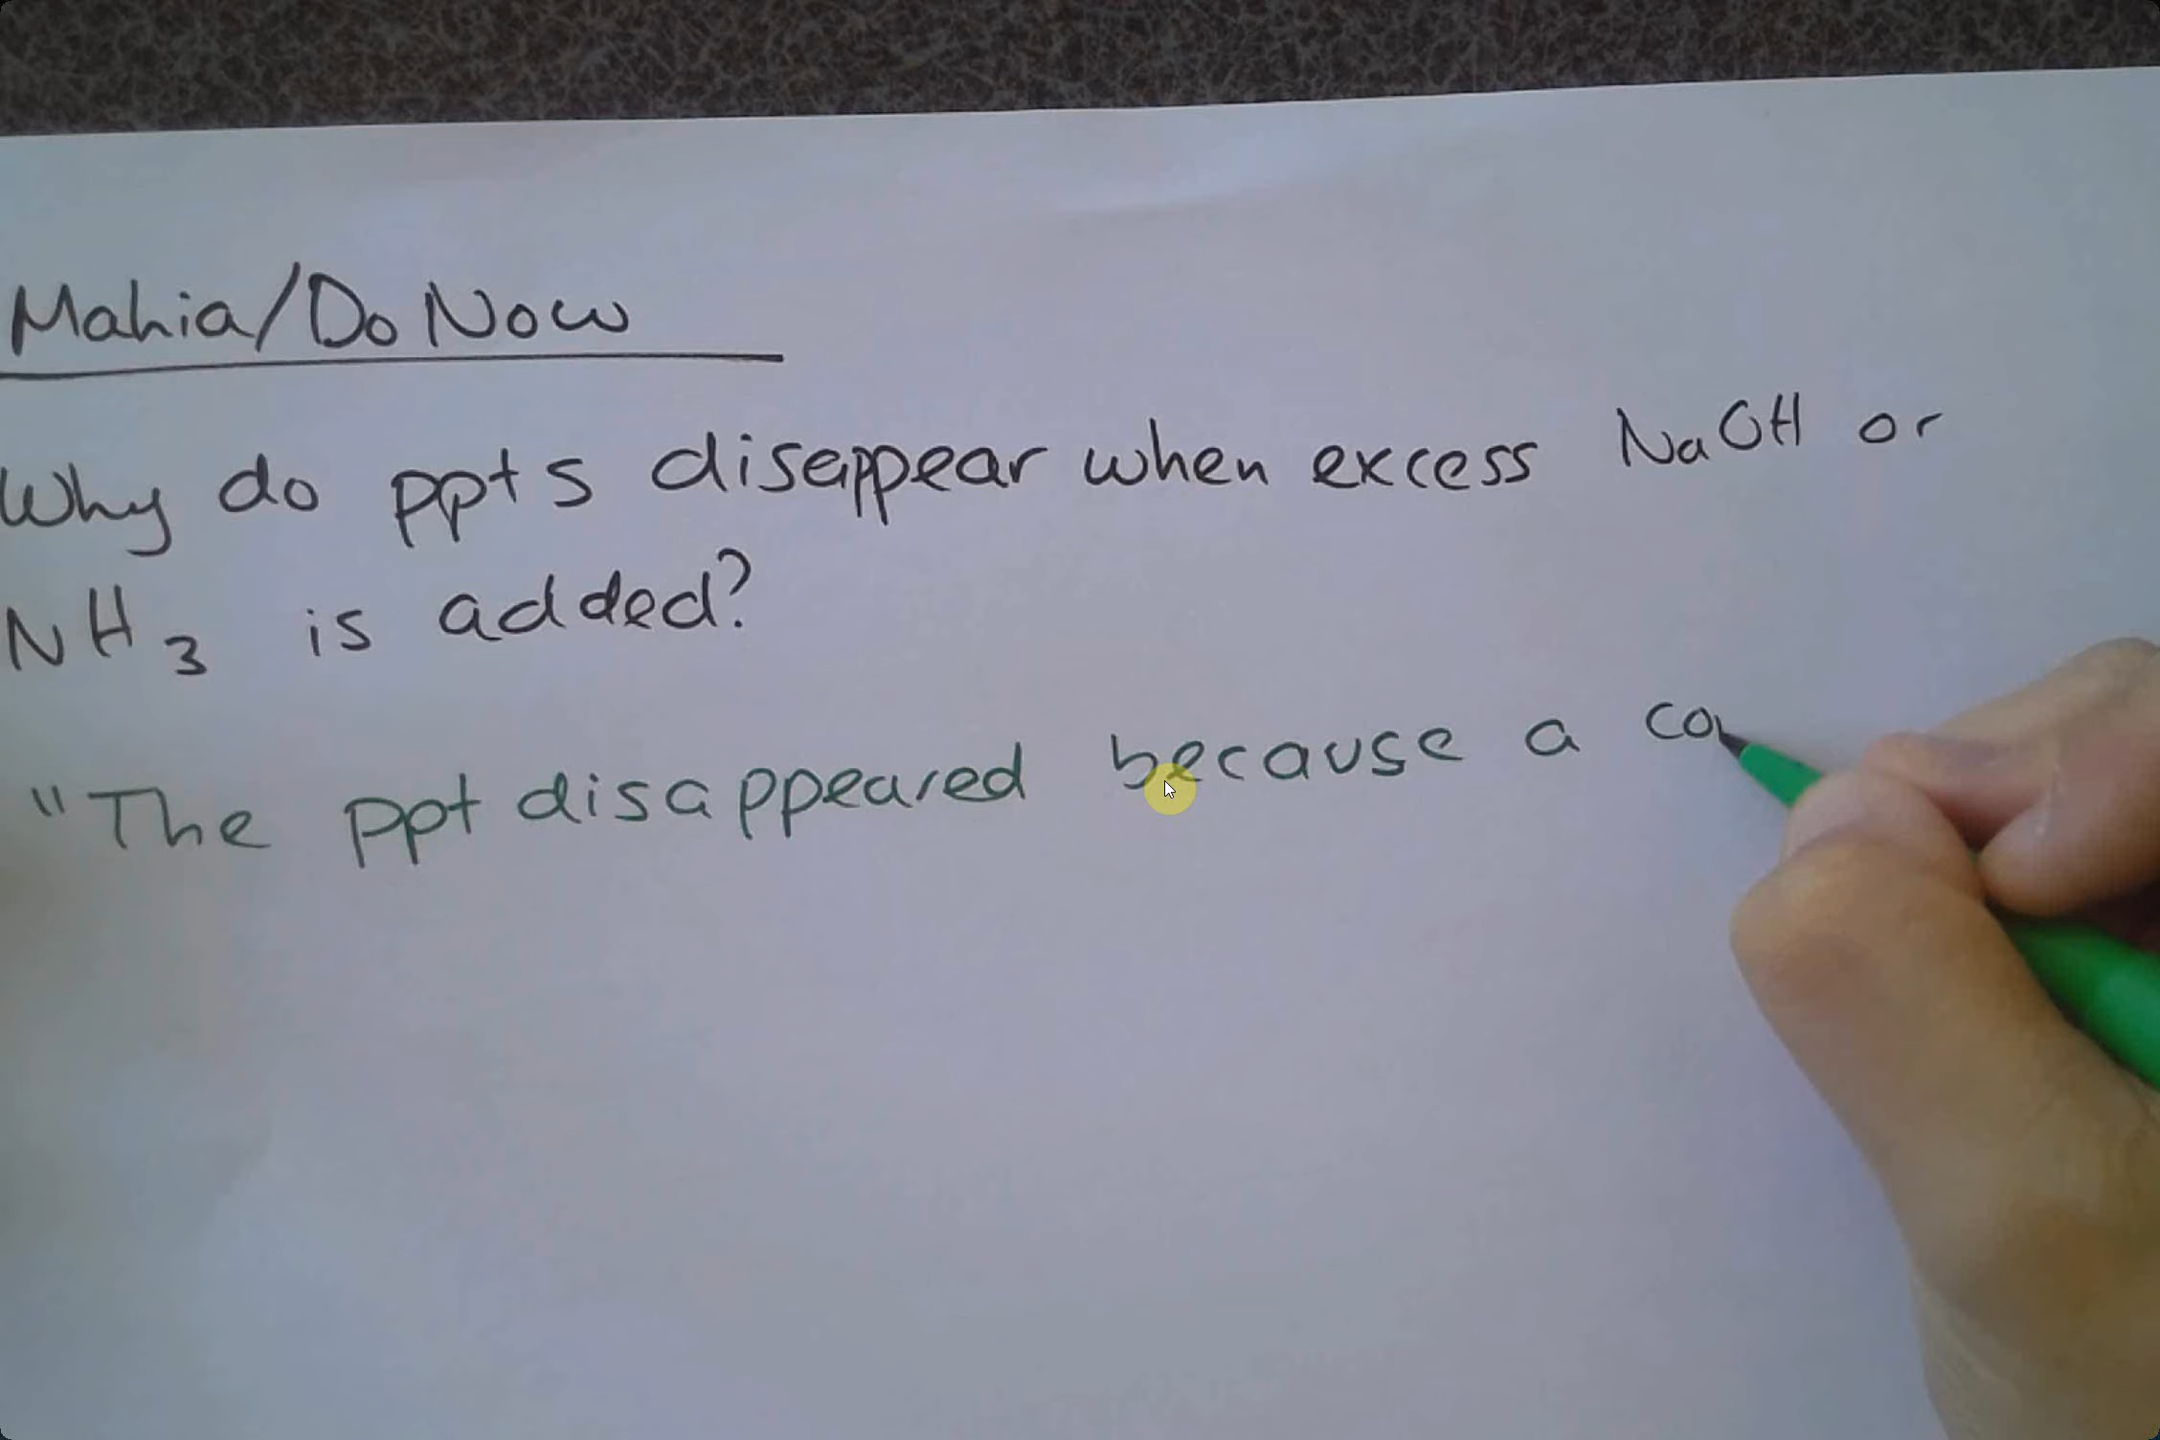 Mahia/Do Now
Why do ppts disappear when excess NaOH or
NH3 is added?
"The ppt disappeared because a co